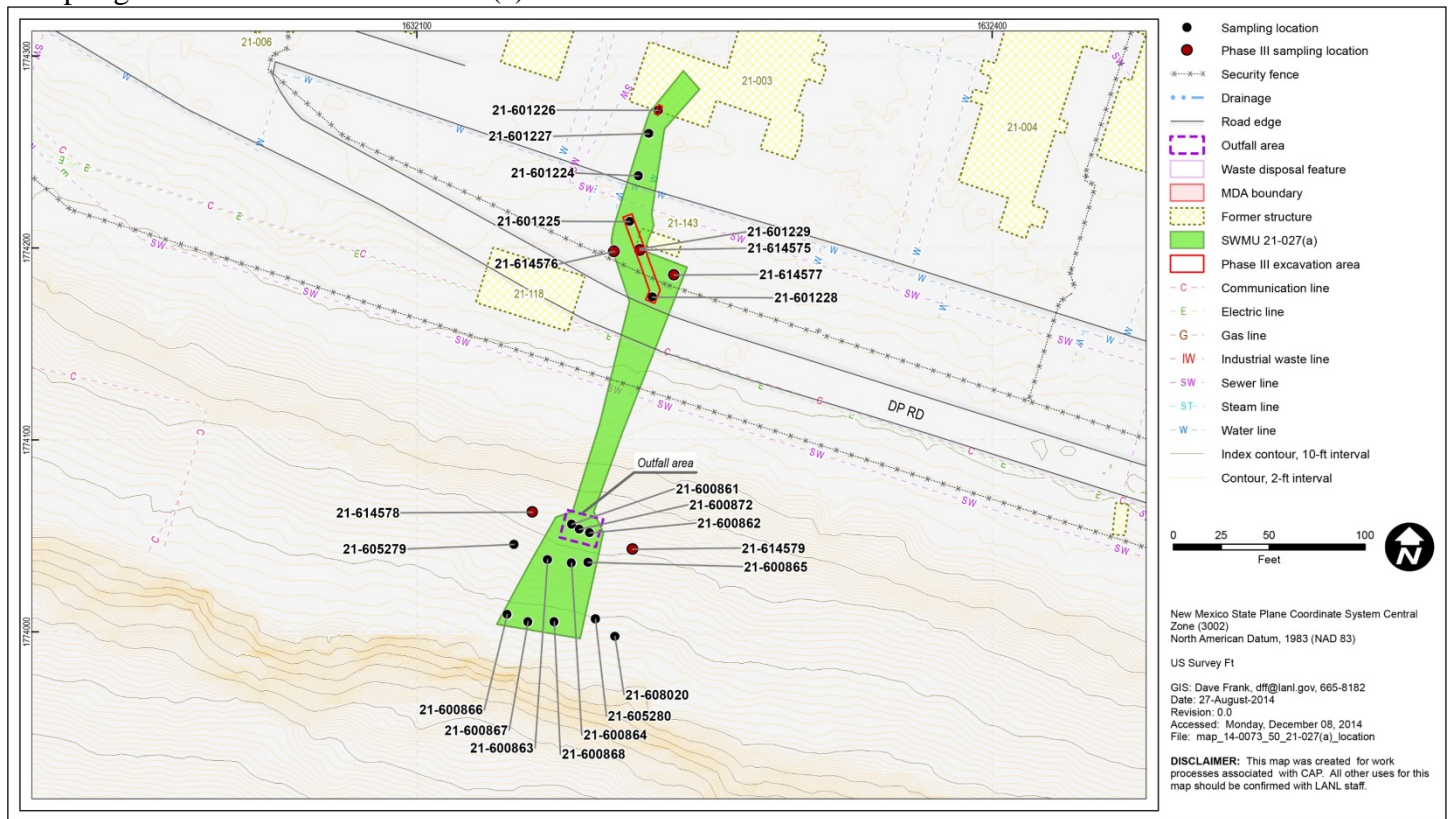 1632100
1632400
1774300
1774200
1774100
1774000
21-006
21-003
21-004
21-143
21-118
21-601226
21-601227
21-601224
21-601225
21-601229
21-614575
21-614576
21-614577
21-601228
DP RD
Outfall area
21-600861
21-600872
21-600862
21-614578
21-605279
21-614579
21-600865
21-608020
21-600866
21-605280
21-600867
21-600864
21-600863
21-600868
Sampling location
Phase III sampling location
Security fence
Drainage
Road edge
Outfall area
Waste disposal feature
MDA boundary
Former structure
SWMU 21-027(a)
Phase III excavation area
C Communication line
E Electric line
G Gas line
IW Industrial waste line
SW Sewer line
ST Steam line
W Water line
Index contour, 10-ft interval
Contour, 2-ft interval
0 25 50 100
Feet
N
New Mexico State Plane Coordinate System Central
Zone (3002)
North American Datum, 1983 (NAD 83)
US Survey Ft
GIS: Dave Frank, dff@lanl.gov, 665-8182
Date: 27-August-2014
Revision: 0.0
Accessed: Monday, December 08, 2014
File: map_14-0073_50_21-027(a)_location
DISCLAIMER: This map was created for work
processes associated with CAP. All other uses for this
map should be confirmed with LANL staff.